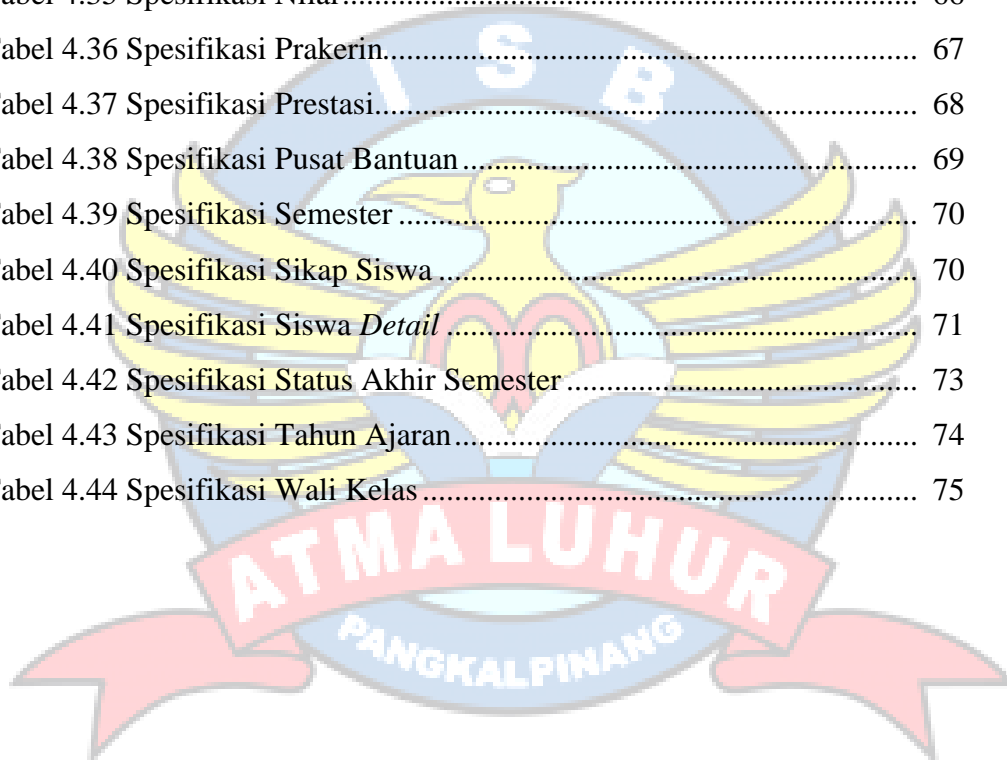 Tabel 4.36 Spesifikasi Prakerin.................................................................... 67
Tabel 4.37 Spesifikasi Prestasi..................................................................... 68
Tabel 4.38 Spesifikasi Pusat Bantuan.......................................................... 69
Tabel 4.39 Spesifikasi Semester .................................................................. 70
Tabel 4.40 Spesifikasi Sikap Siswa ............................................................. 70
Tabel 4.41 Spesifikasi Siswa Detail ............................................................ 71
Tabel 4.42 Spesifikasi Status Akhir Semester ............................................. 73
Tabel 4.43 Spesifikasi Tahun Ajaran........................................................... 74
Tabel 4.44 Spesifikasi Wali Kelas............................................................... 75
I S B
ATMA LUHUR
PANGKALPINANG